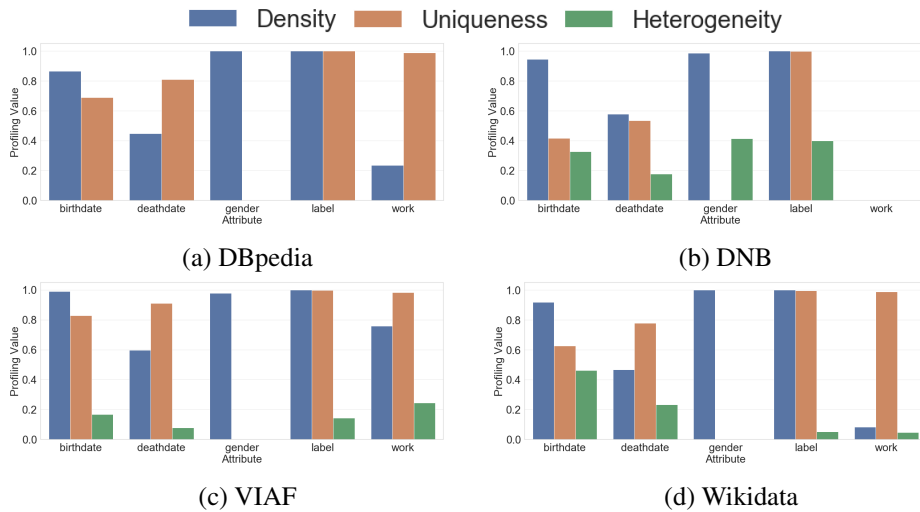 Density Uniqueness Heterogeneity
1.0
0.8
0.6
0.4
0.2
0.0
Profiling Value
birthdate deathdate gender label work
Attribute
(a) DBpedia
1.0
0.8
0.6
0.4
0.2
0.0
Profiling Value
birthdate deathdate gender label work
Attribute
(b) DNB
1.0
0.8
0.6
0.4
0.2
0.0
Profiling Value
birthdate deathdate gender label work
Attribute
(c) VIAF
1.0
0.8
0.6
0.4
0.2
0.0
Profiling Value
birthdate deathdate gender label work
Attribute
(d) Wikidata